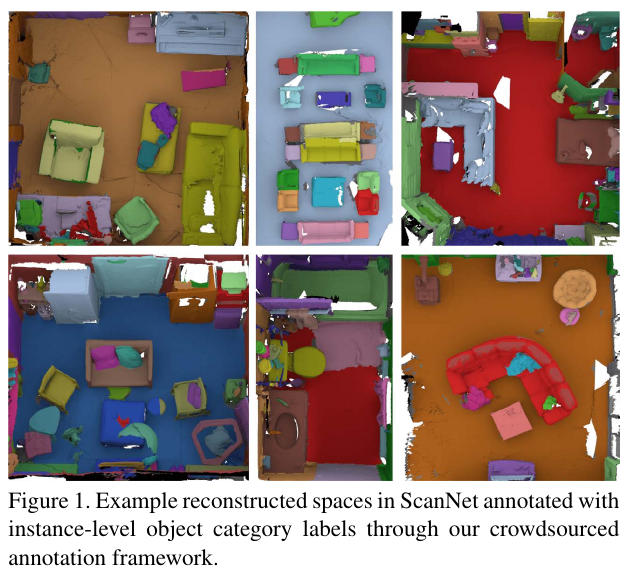 Figure 1. Example reconstructed spaces in ScanNet annotated with
instance-level object category labels through our crowdsourced
annotation framework.